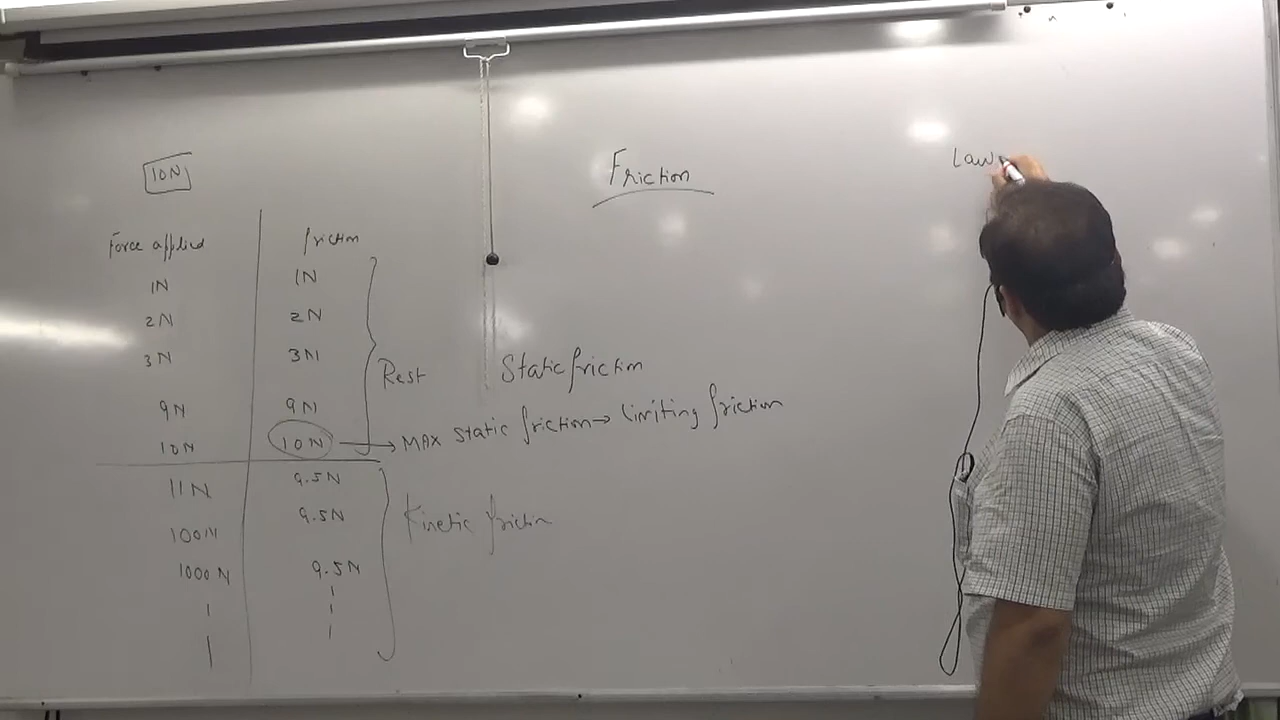 10N
Friction
Law
Force applied friction
1N 1N
2N 2N
3N 3N
Rest Static friction
9N 9N
10N 10N → MAX static friction → limiting friction
11N 9.5N
100N 9.5N Kinetic friction
1000N 9.5N